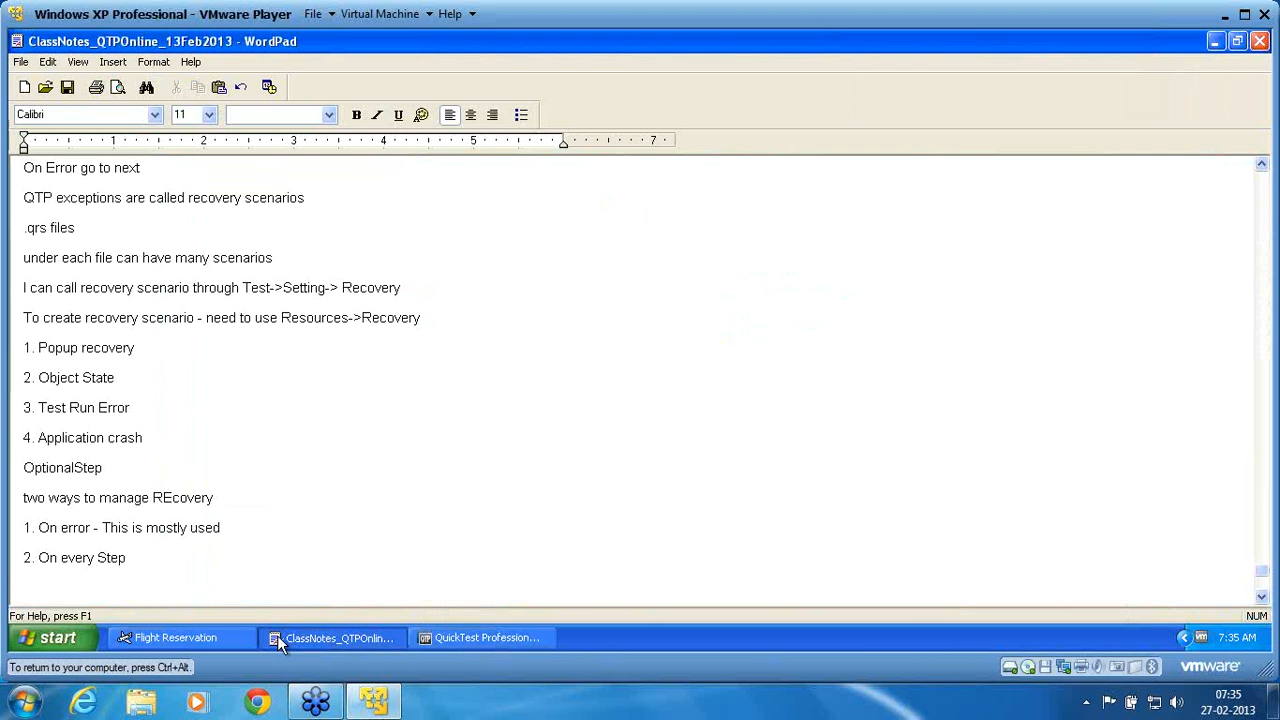 Windows XP Professional - VMware Player File Virtual Machine Help
ClassNotes_QTPOnline_13Feb2013 - WordPad
File Edit View Insert Format Help
Calibri 11
1 2 3 4 5 7
On Error go to next
QTP exceptions are called recovery scenarios
.qrs files
under each file can have many scenarios
I can call recovery scenario through Test->Setting-> Recovery
To create recovery scenario - need to use Resources->Recovery
1. Popup recovery
2. Object State
3. Test Run Error
4. Application crash
OptionalStep
two ways to manage REcovery
1. On error - This is mostly used
2. On every Step
For Help, press F1 NUM
start Flight Reservation ClassNotes_QTPOnlin... QuickTest Profession... 7:35 AM
To return to your computer, press Ctrl+Alt. vmware
07:35
27-02-2013